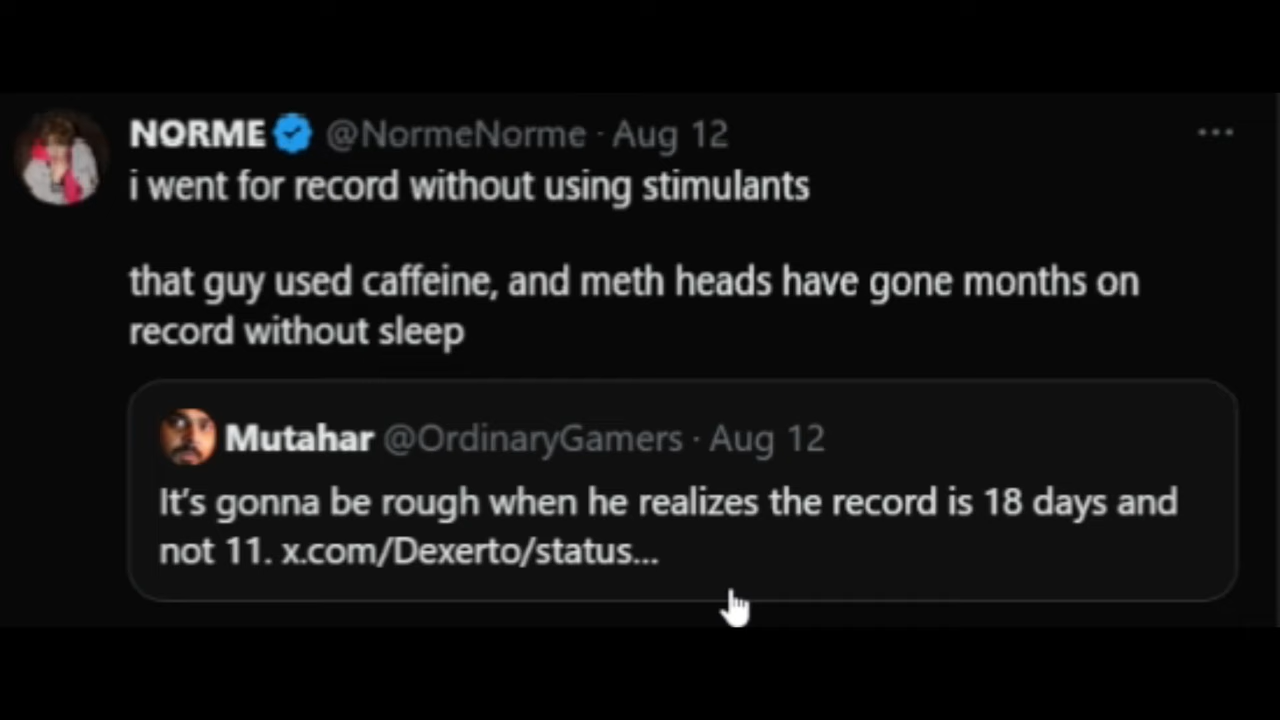 NORME @NormeNorme · Aug 12
i went for record without using stimulants
that guy used caffeine, and meth heads have gone months on
record without sleep
Mutahar @OrdinaryGamers · Aug 12
It's gonna be rough when he realizes the record is 18 days and
not 11. x.com/Dexerto/status...